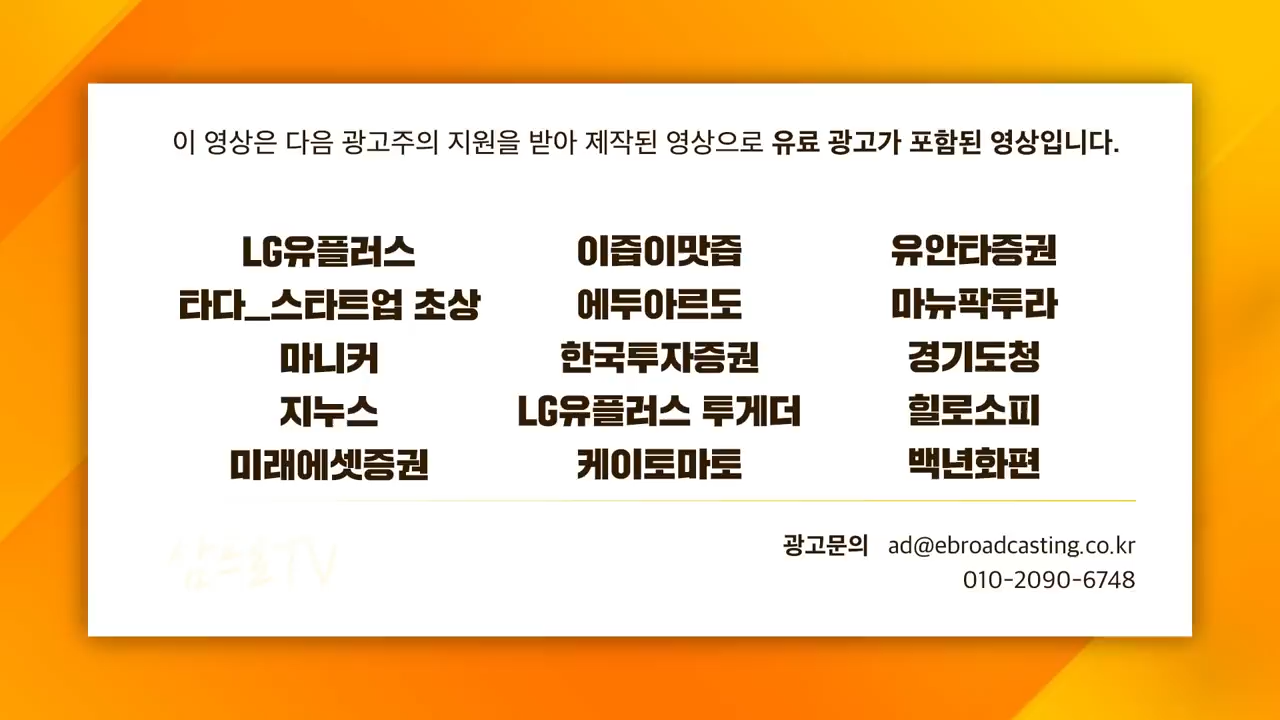 이 영상은 다음 광고주의 지원을 받아 제작된 영상으로 유료 광고가 포함된 영상입니다.
LG유플러스 이즙이맛즙 유안타증권
타다_스타트업 초상 에두아르도 마뉴팍투라
마니커 한국투자증권 경기도청
지누스 LG유플러스 투게더 힐로소피
미래에셋증권 케이토마토 백년화편
삼프로TV
광고문의 ad@ebroadcasting.co.kr
010-2090-6748